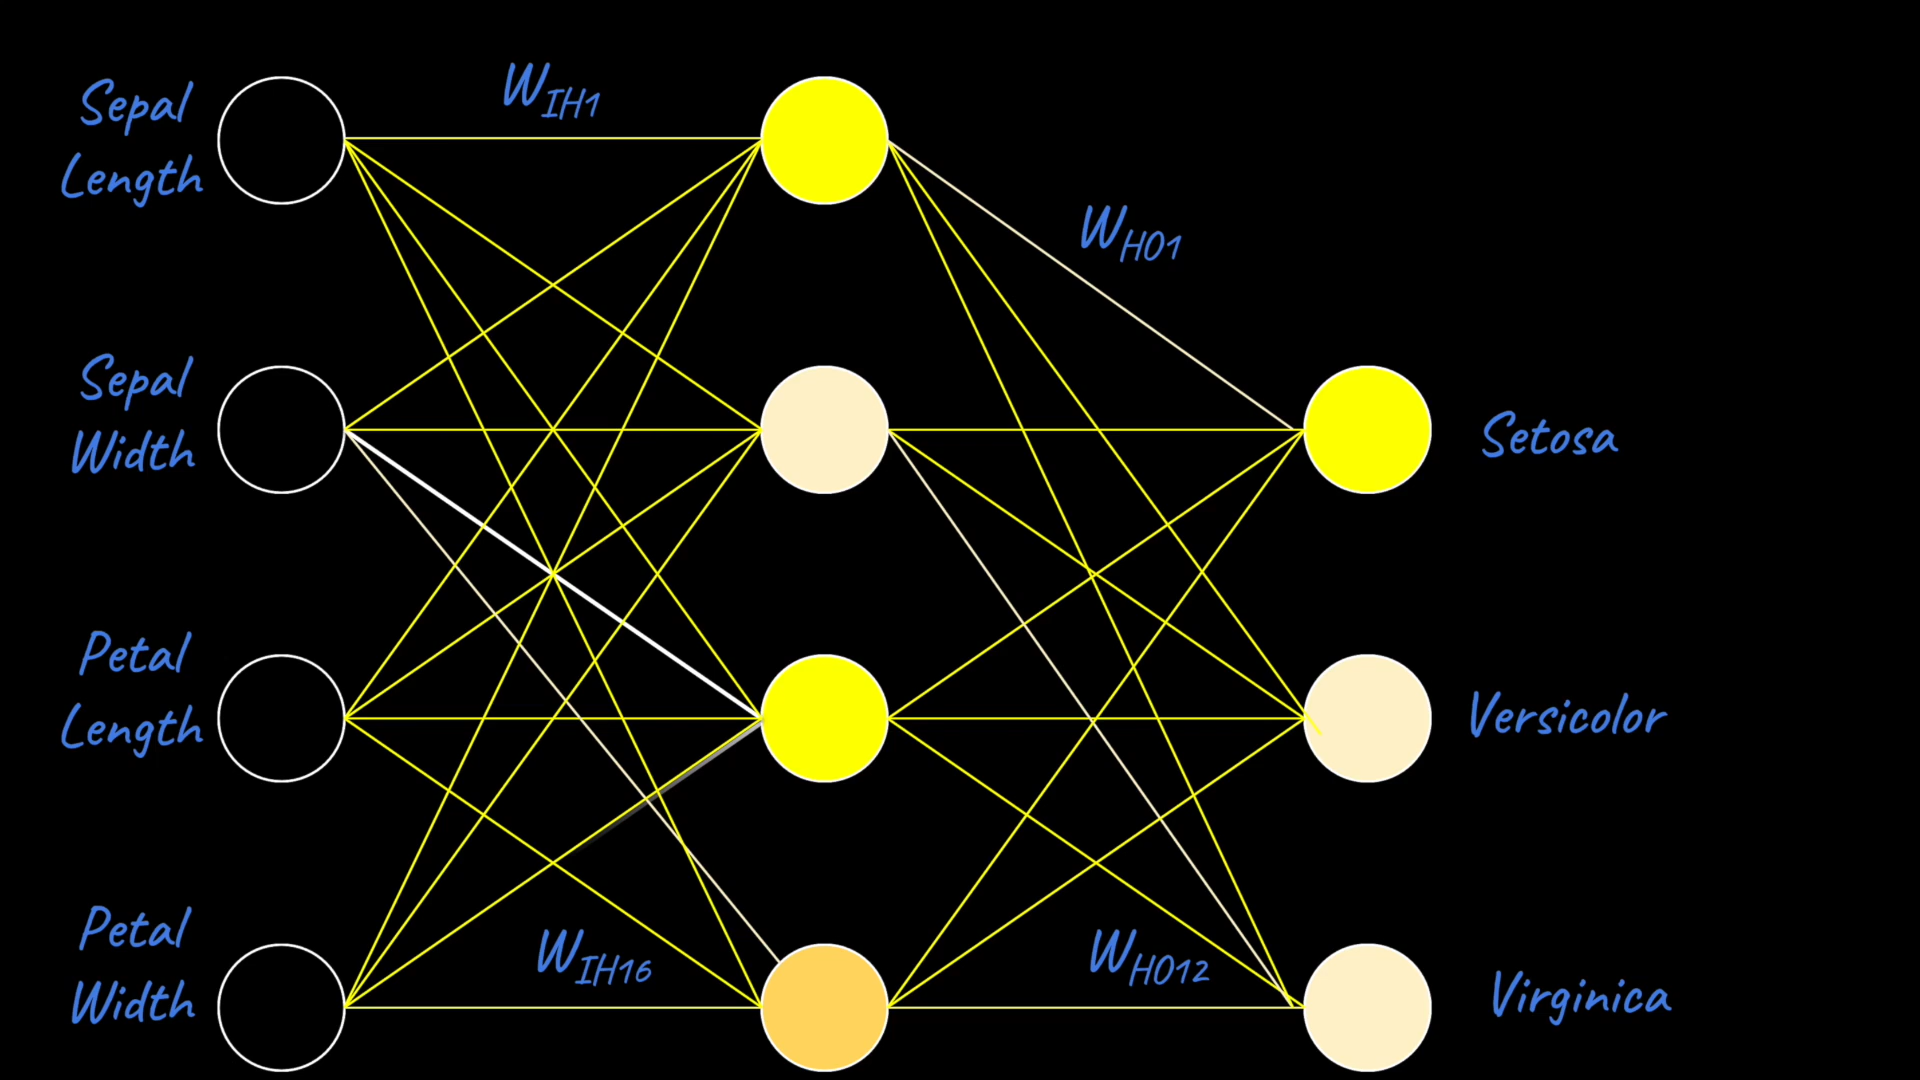 Sepal
Length
W_IH1
W_HO1
Sepal
Width
Setosa
Petal
Length
Versicolor
Petal
Width
W_IH16
W_HO12
Virginica